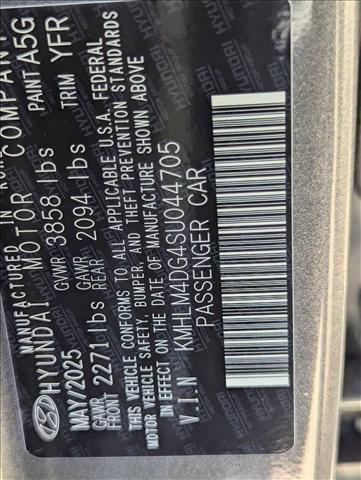 MANUFACTURED IN KOR
HYUNDAI MOTOR COMPANY
MAY/2025 GVWR 3858 lbs PAINT A5G
GAWR FRONT 2271 lbs GAWR REAR 2094 lbs TRIM YFR
THIS VEHICLE CONFORMS TO ALL APPLICABLE U.S.A. FEDERAL
MOTOR VEHICLE SAFETY, BUMPER, AND THEFT PREVENTION STANDARDS
IN EFFECT ON THE DATE OF MANUFACTURE SHOWN ABOVE
V.I.N KMHLM4DG4SU044705
PASSENGER CAR